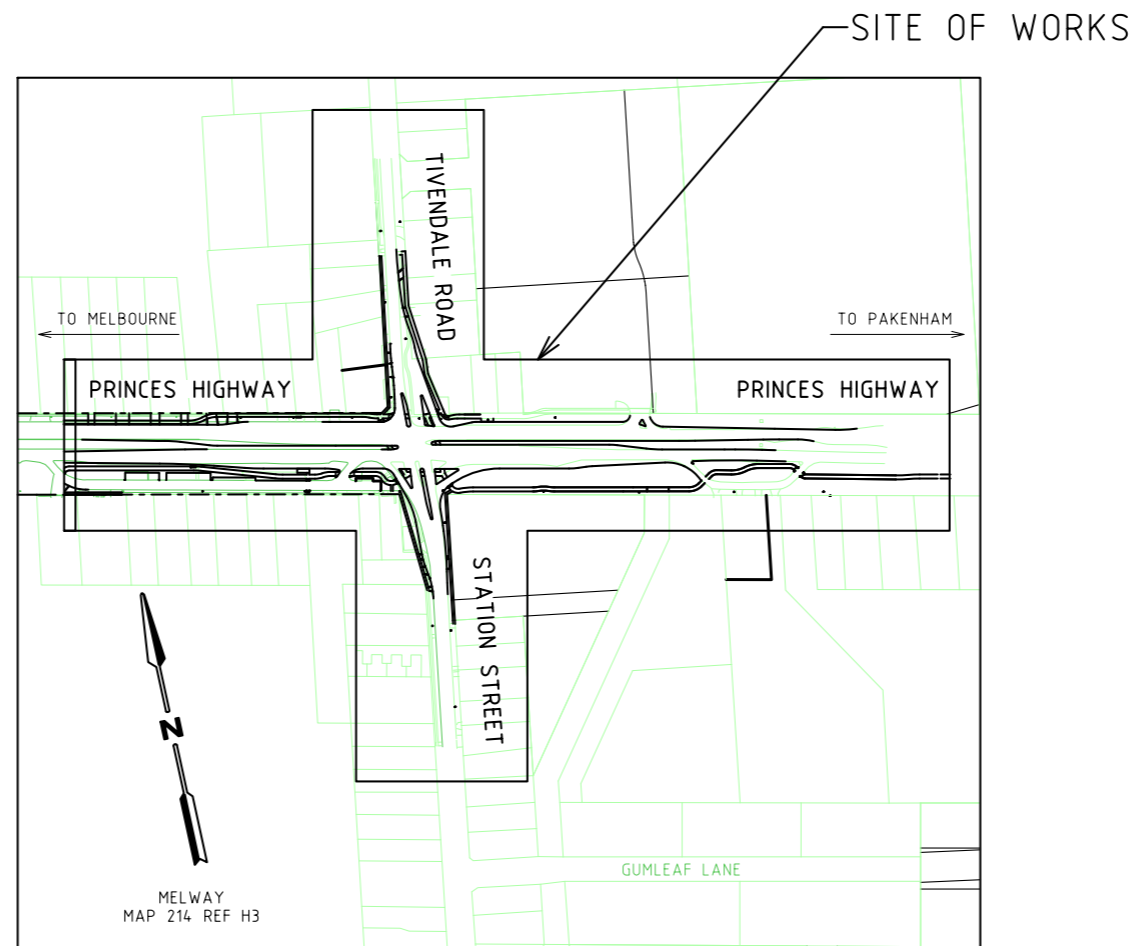 SITE OF WORKS
TIVENDALE ROAD
TO MELBOURNE
TO PAKENHAM
PRINCES HIGHWAY
PRINCES HIGHWAY
STATION STREET
N
GUMLEAF LANE
MELWAY
MAP 214 REF H3